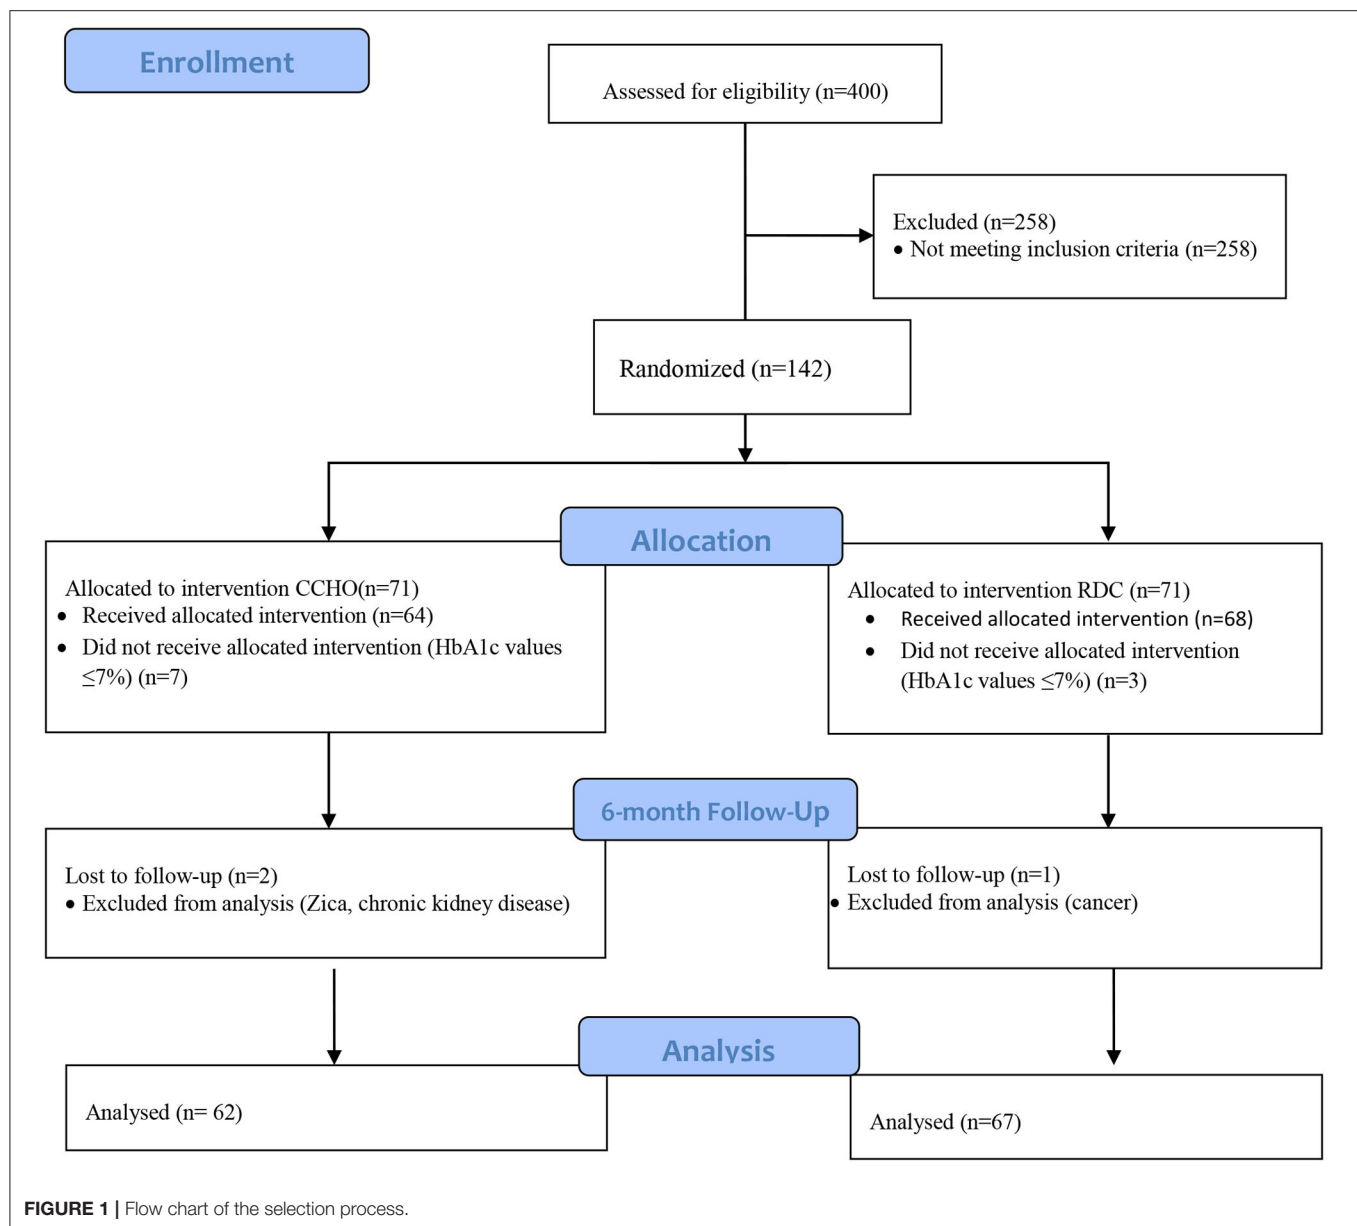 Enrollment
Assessed for eligibility (n=400)
Excluded (n=258)
• Not meeting inclusion criteria (n=258)
Randomized (n=142)
Allocation
Allocated to intervention CCHO(n=71)
• Received allocated intervention (n=64)
• Did not receive allocated intervention (HbA1c values
≤7%) (n=7)
Allocated to intervention RDC (n=71)
• Received allocated intervention (n=68)
• Did not receive allocated intervention
(HbA1c values ≤7%) (n=3)
6-month Follow-Up
Lost to follow-up (n=2)
• Excluded from analysis (Zica, chronic kidney disease)
Lost to follow-up (n=1)
• Excluded from analysis (cancer)
Analysis
Analysed (n= 62)
Analysed (n=67)
FIGURE 1 | Flow chart of the selection process.